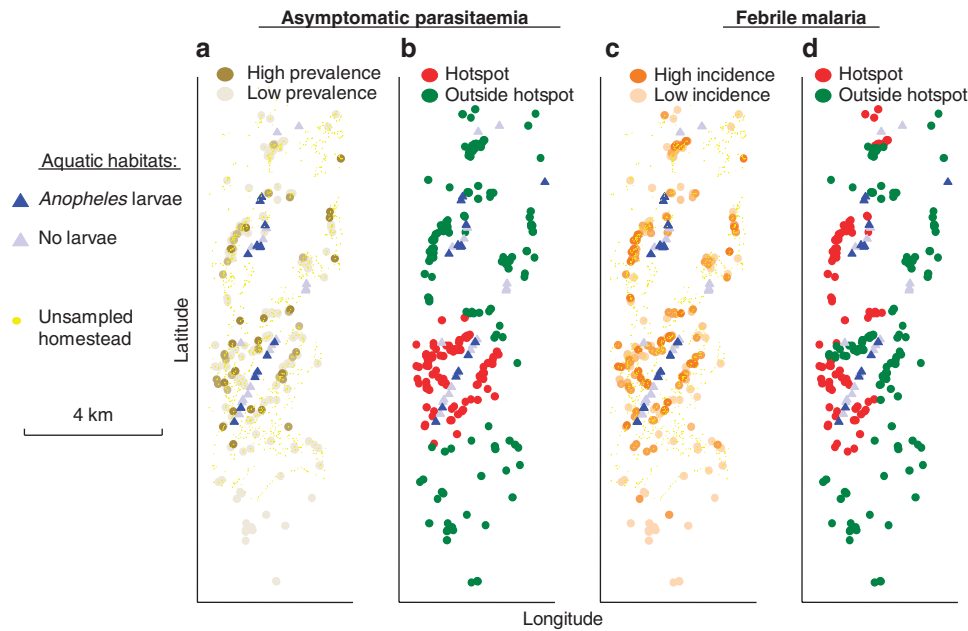 Asymptomatic parasitaemia
Febrile malaria
a
b
c
d
High prevalence
Low prevalence
Hotspot
Outside hotspot
High incidence
Low incidence
Hotspot
Outside hotspot
Aquatic habitats:
Anopheles larvae
No larvae
Unsampled
homestead
4 km
Latitude
Longitude